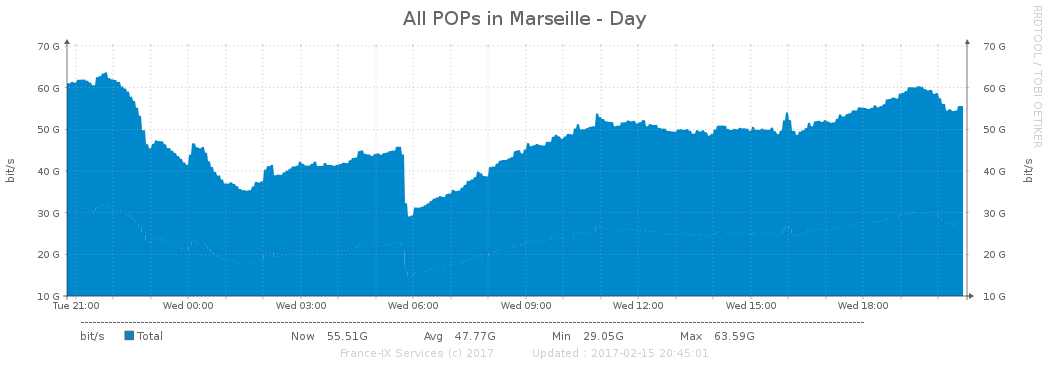 All POPs in Marseille - Day
RRDTOOL / TOBI OETIKER
70 G 70 G
60 G 60 G
50 G 50 G
40 G 40 G
30 G 30 G
20 G 20 G
10 G 10 G
bit/s bit/s
Tue 21:00 Wed 00:00 Wed 03:00 Wed 06:00 Wed 09:00 Wed 12:00 Wed 15:00 Wed 18:00
bit/s Total Now 55.51G Avg 47.77G Min 29.05G Max 63.59G
France-IX Services (c) 2017 Updated : 2017-02-15 20:45:01